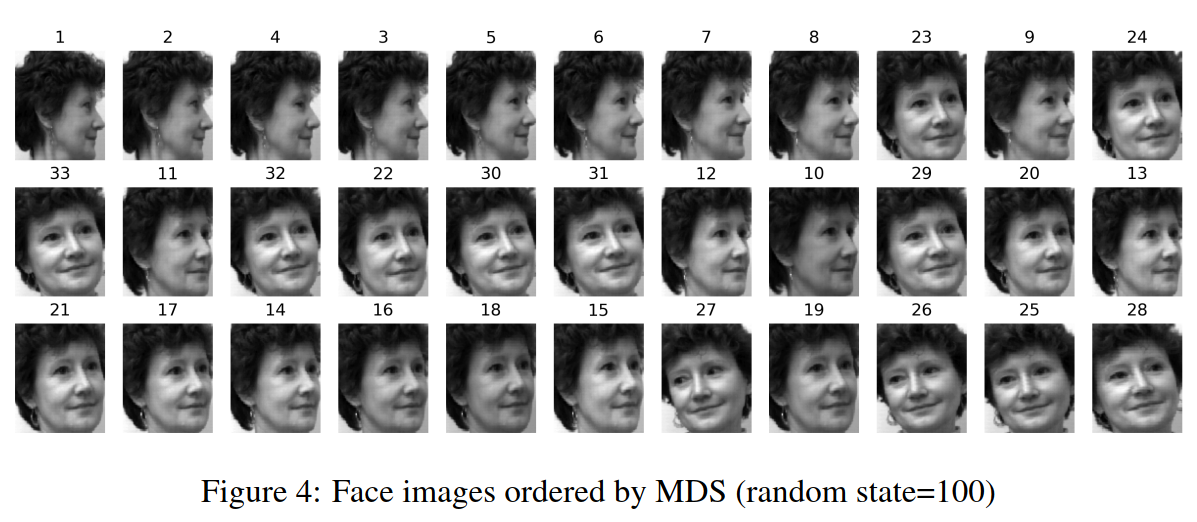 1 2 4 3 5 6 7 8 23 9 24
33 11 32 22 30 31 12 10 29 20 13
21 17 14 16 18 15 27 19 26 25 28
Figure 4: Face images ordered by MDS (random state=100)